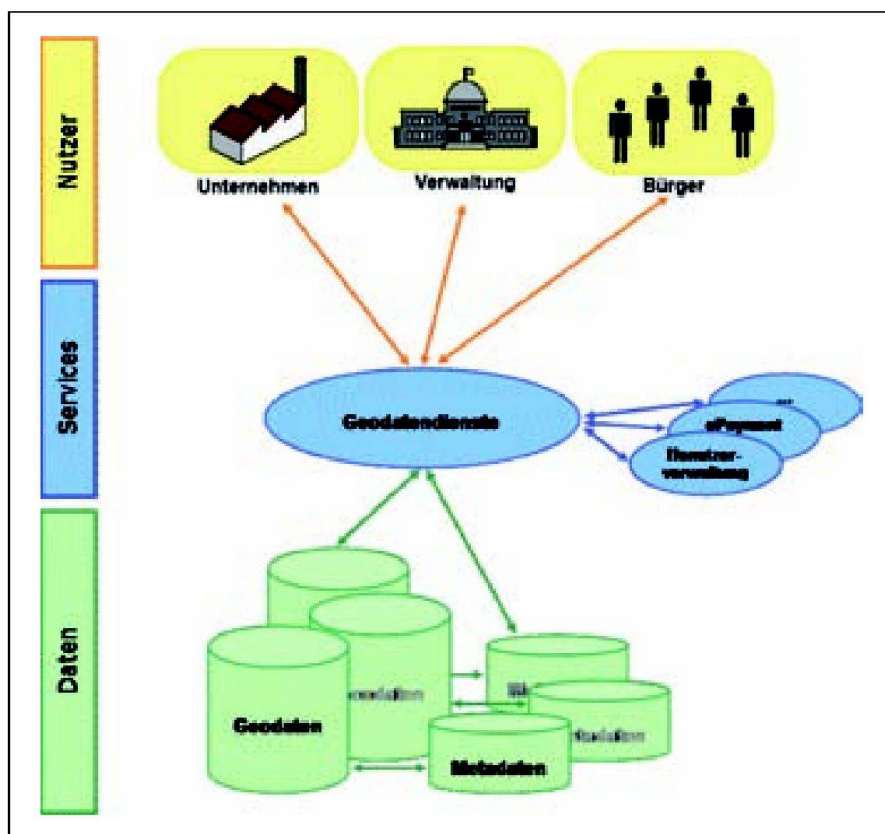 Nutzer
Unternehmen
Verwaltung
Bürger
Services
Geodatendienste
...
ePayment
Benutzer-
verwaltung
Daten
Geodaten
Metadaten